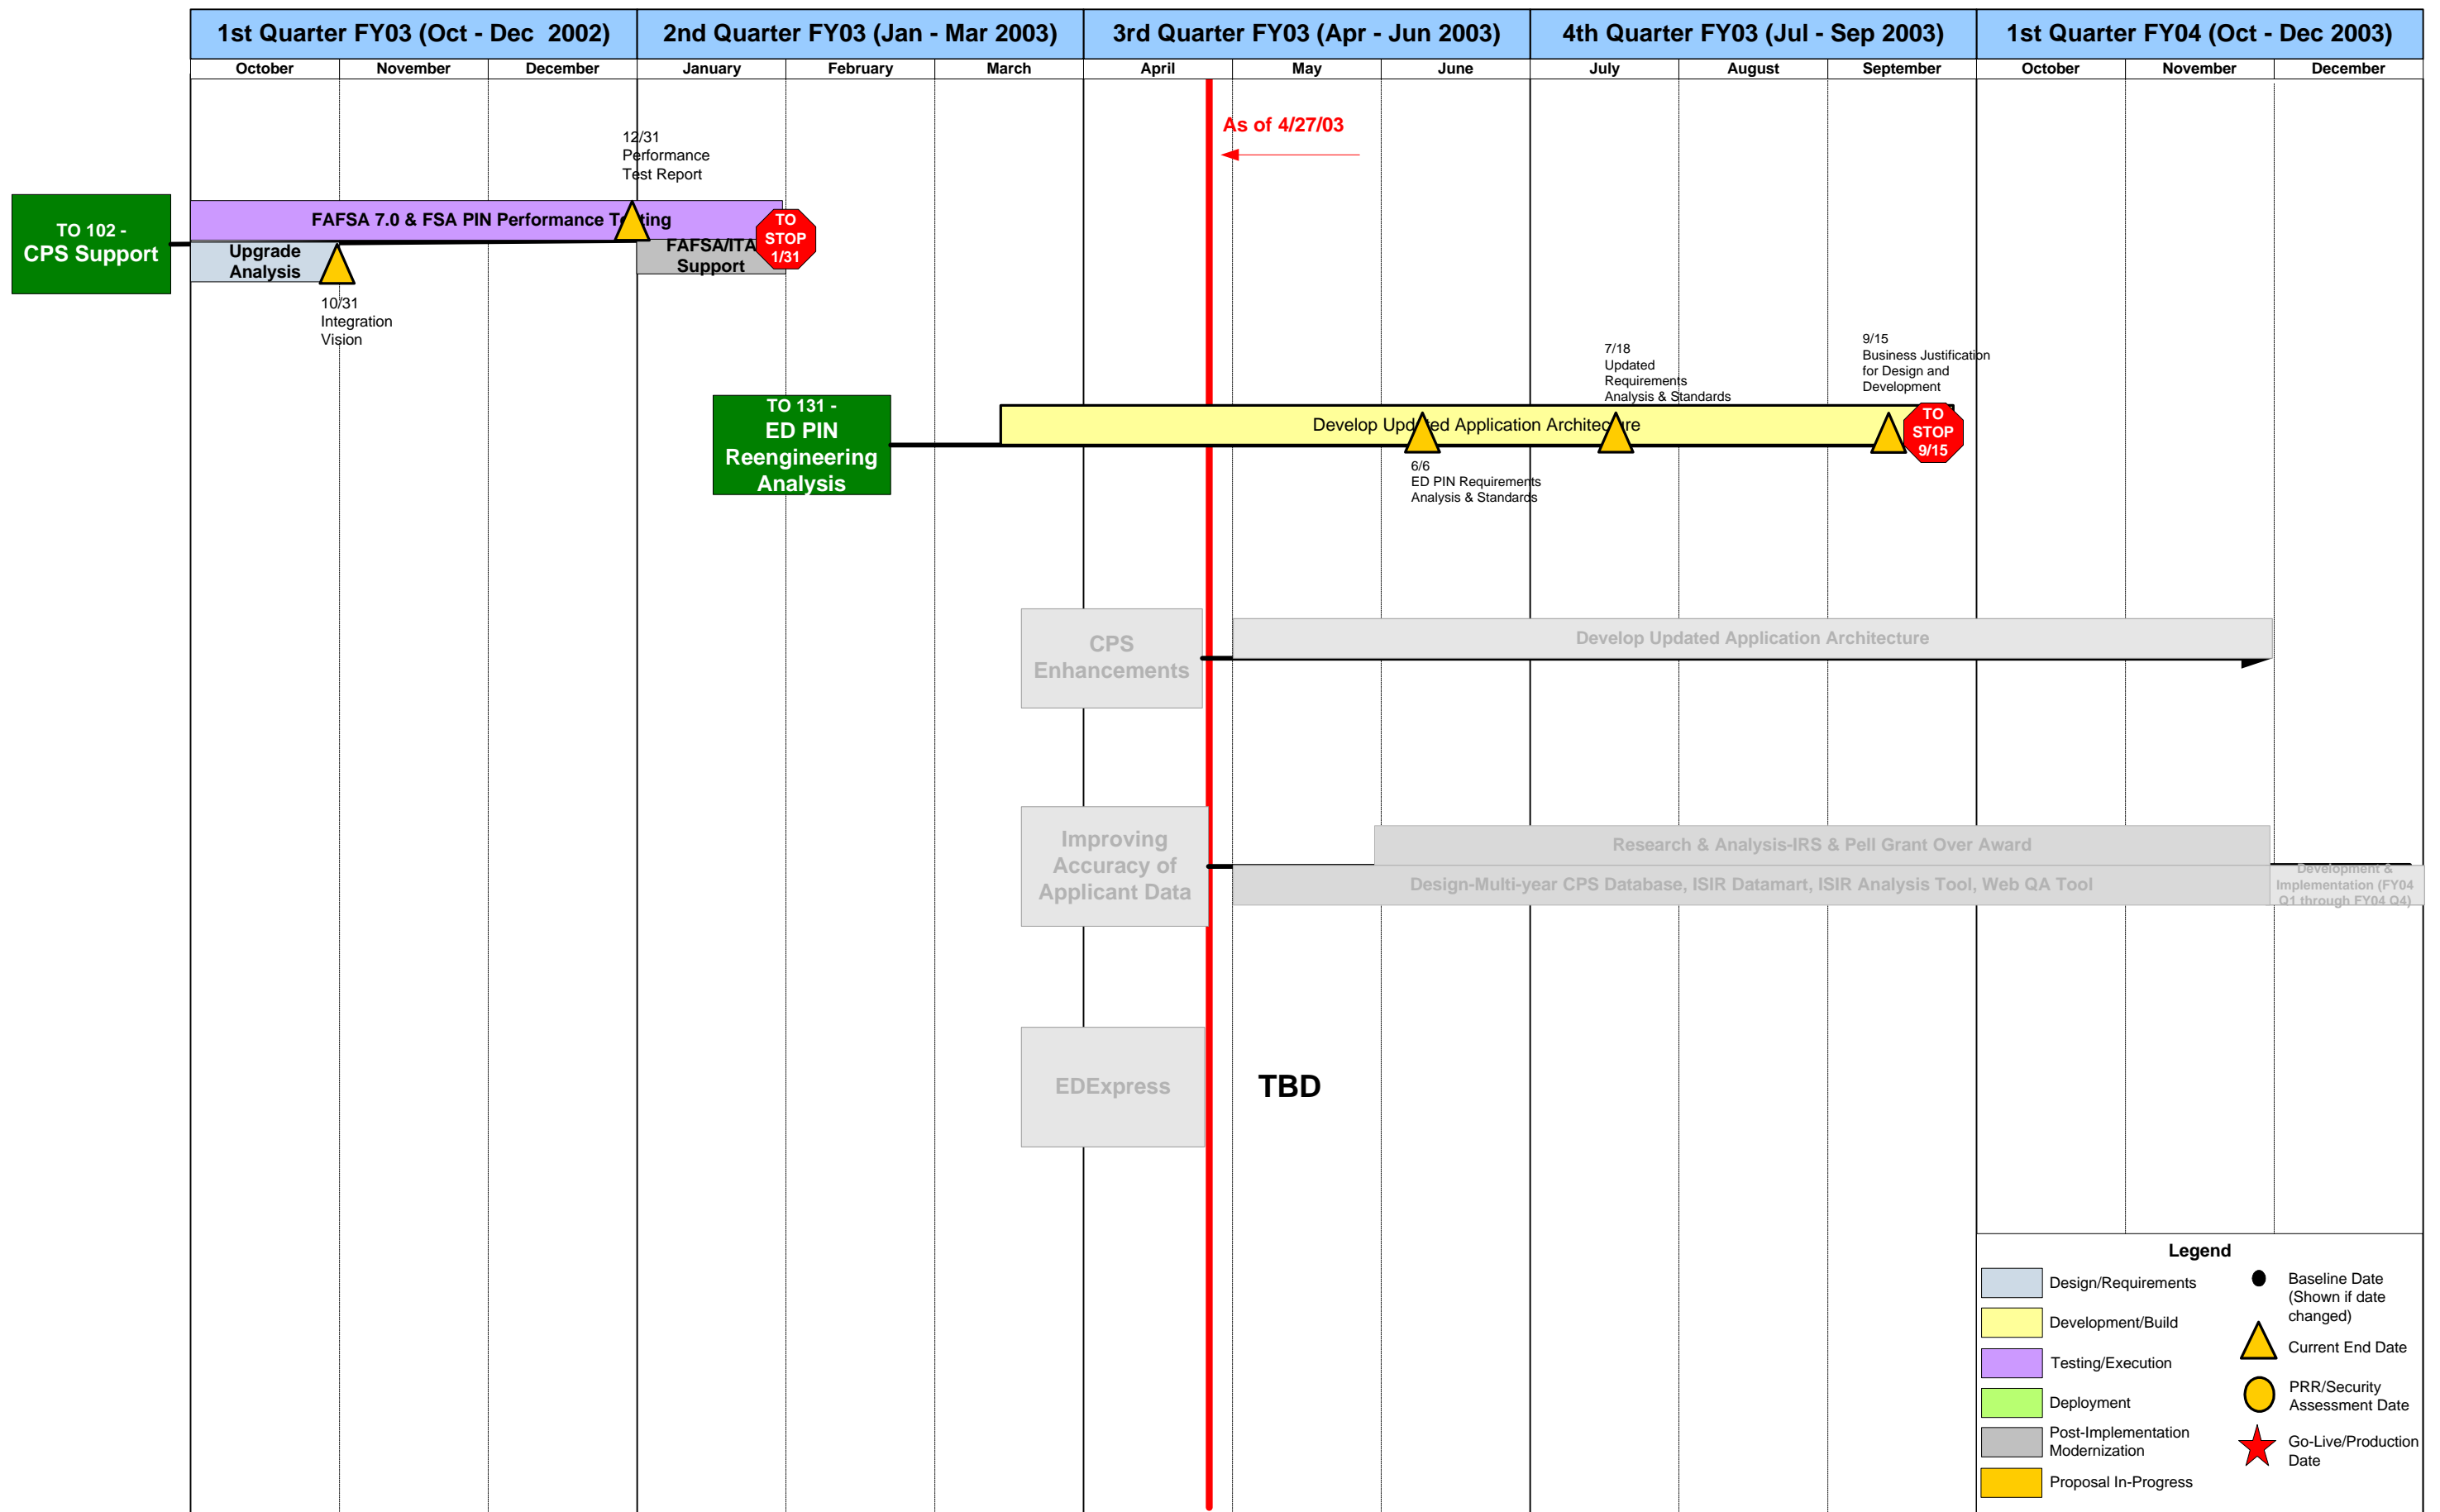 1st Quarter FY03 (Oct - Dec  2002)
2nd Quarter FY03 (Jan - Mar 2003)
3rd Quarter FY03 (Apr - Jun 2003)
4th Quarter FY03 (Jul - Sep 2003)
1st Quarter FY04 (Oct - Dec 2003)
October
November
December
January
February
March
April
May
June
July
August
September
October
November
December
As of 4/27/03
12/31
Performance
Test Report
TO 102 -
CPS Support
FAFSA 7.0 & FSA PIN Performance Testing
Upgrade
Analysis
FAFSA/ITA
Support
TO
STOP
1/31
10/31
Integration
Vision
7/18
Updated
Requirements
Analysis & Standards
9/15
Business Justification
for Design and
Development
TO 131 -
ED PIN
Reengineering
Analysis
Develop Updated Application Architecture
TO
STOP
9/15
6/6
ED PIN Requirements
Analysis & Standards
CPS
Enhancements
Develop Updated Application Architecture
Improving
Accuracy of
Applicant Data
Research & Analysis-IRS & Pell Grant Over Award
Design-Multi-year CPS Database, ISIR Datamart, ISIR Analysis Tool, Web QA Tool
Development &
Implementation (FY04
Q1 through FY04 Q4)
EDExpress
TBD
Legend
Design/Requirements
Development/Build
Testing/Execution
Deployment
Post-Implementation
Modernization
Proposal In-Progress
Baseline Date
(Shown if date
changed)
Current End Date
PRR/Security
Assessment Date
Go-Live/Production
Date